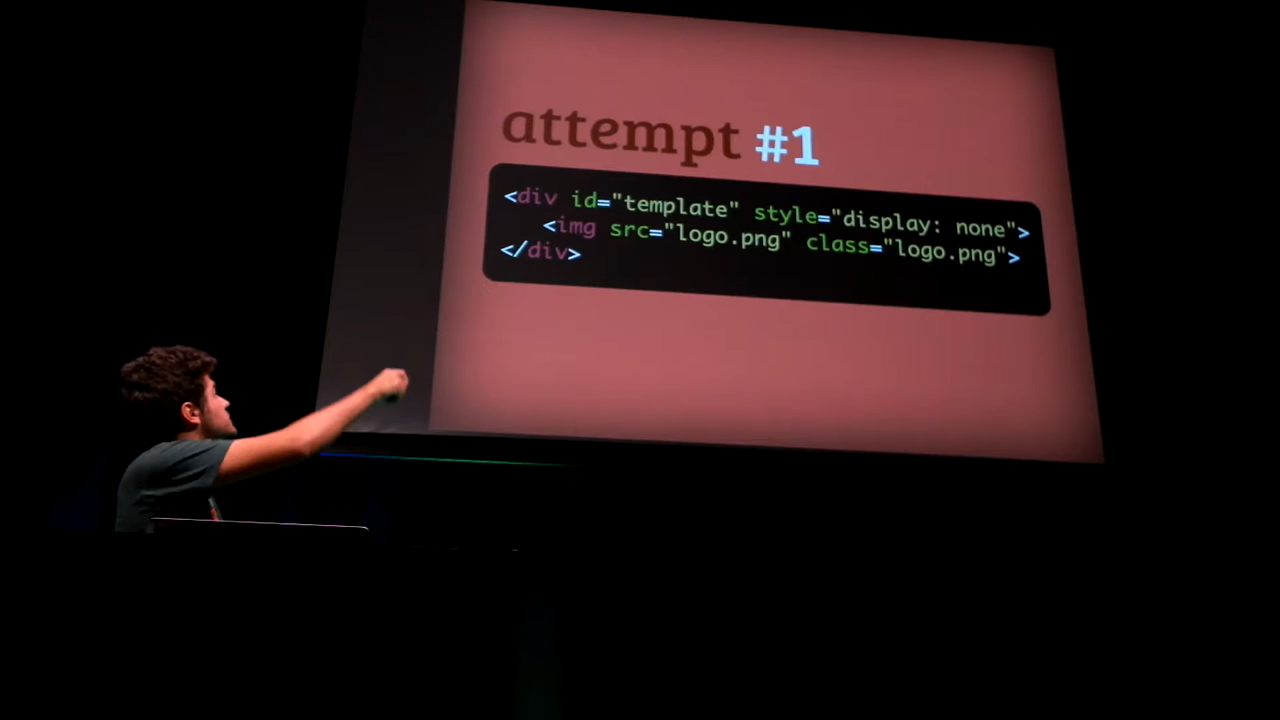 attempt #1
<div id="template" style="display: none">
<img src="logo.png" class="logo.png">
</div>